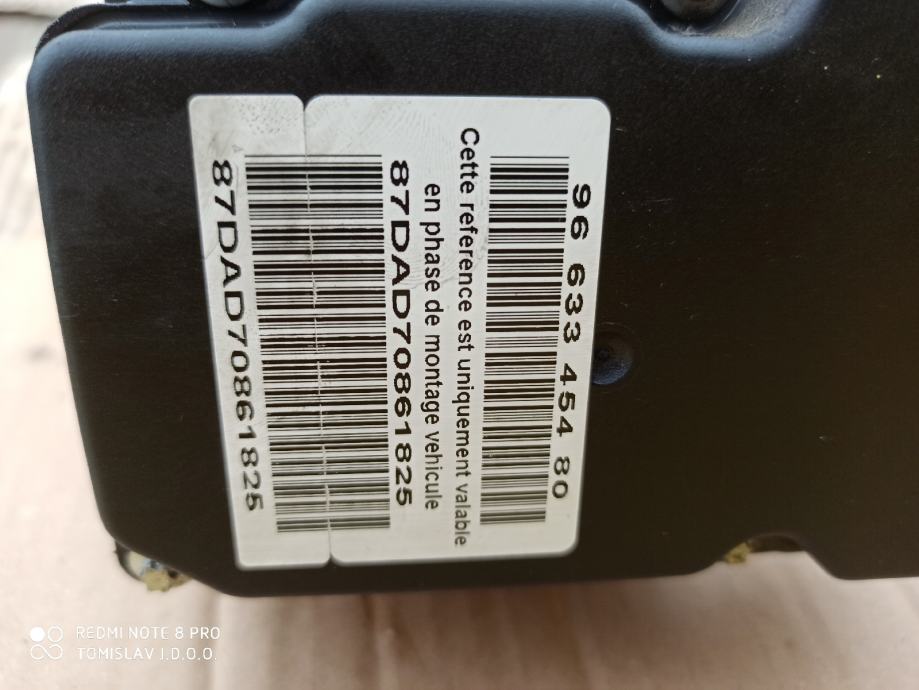 96 633 454 80
Cette reference est uniquement valable
en phase de montage vehicule
87DAD70861825
87DAD70861825
REDMI NOTE 8 PRO
TOMISLAV J.D.O.O.